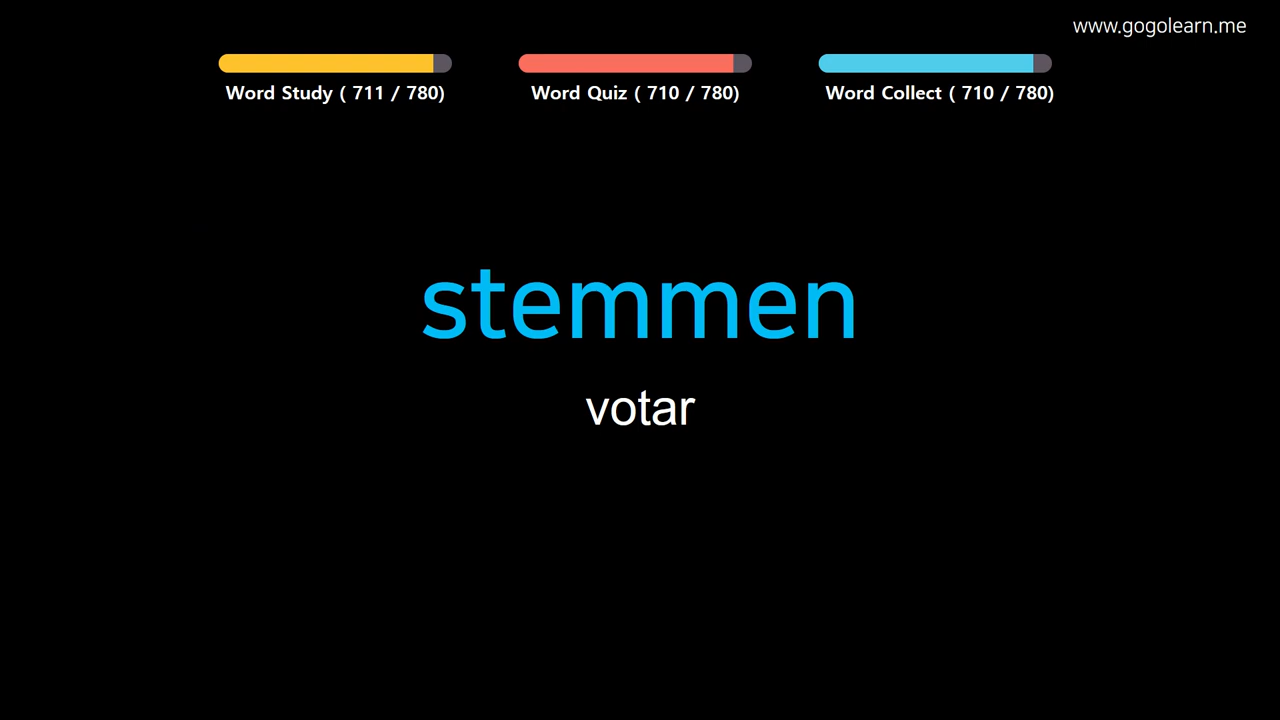 www.gogolearn.me
Word Study ( 711 / 780)
Word Quiz ( 710 / 780)
Word Collect ( 710 / 780)
stemmen
votar